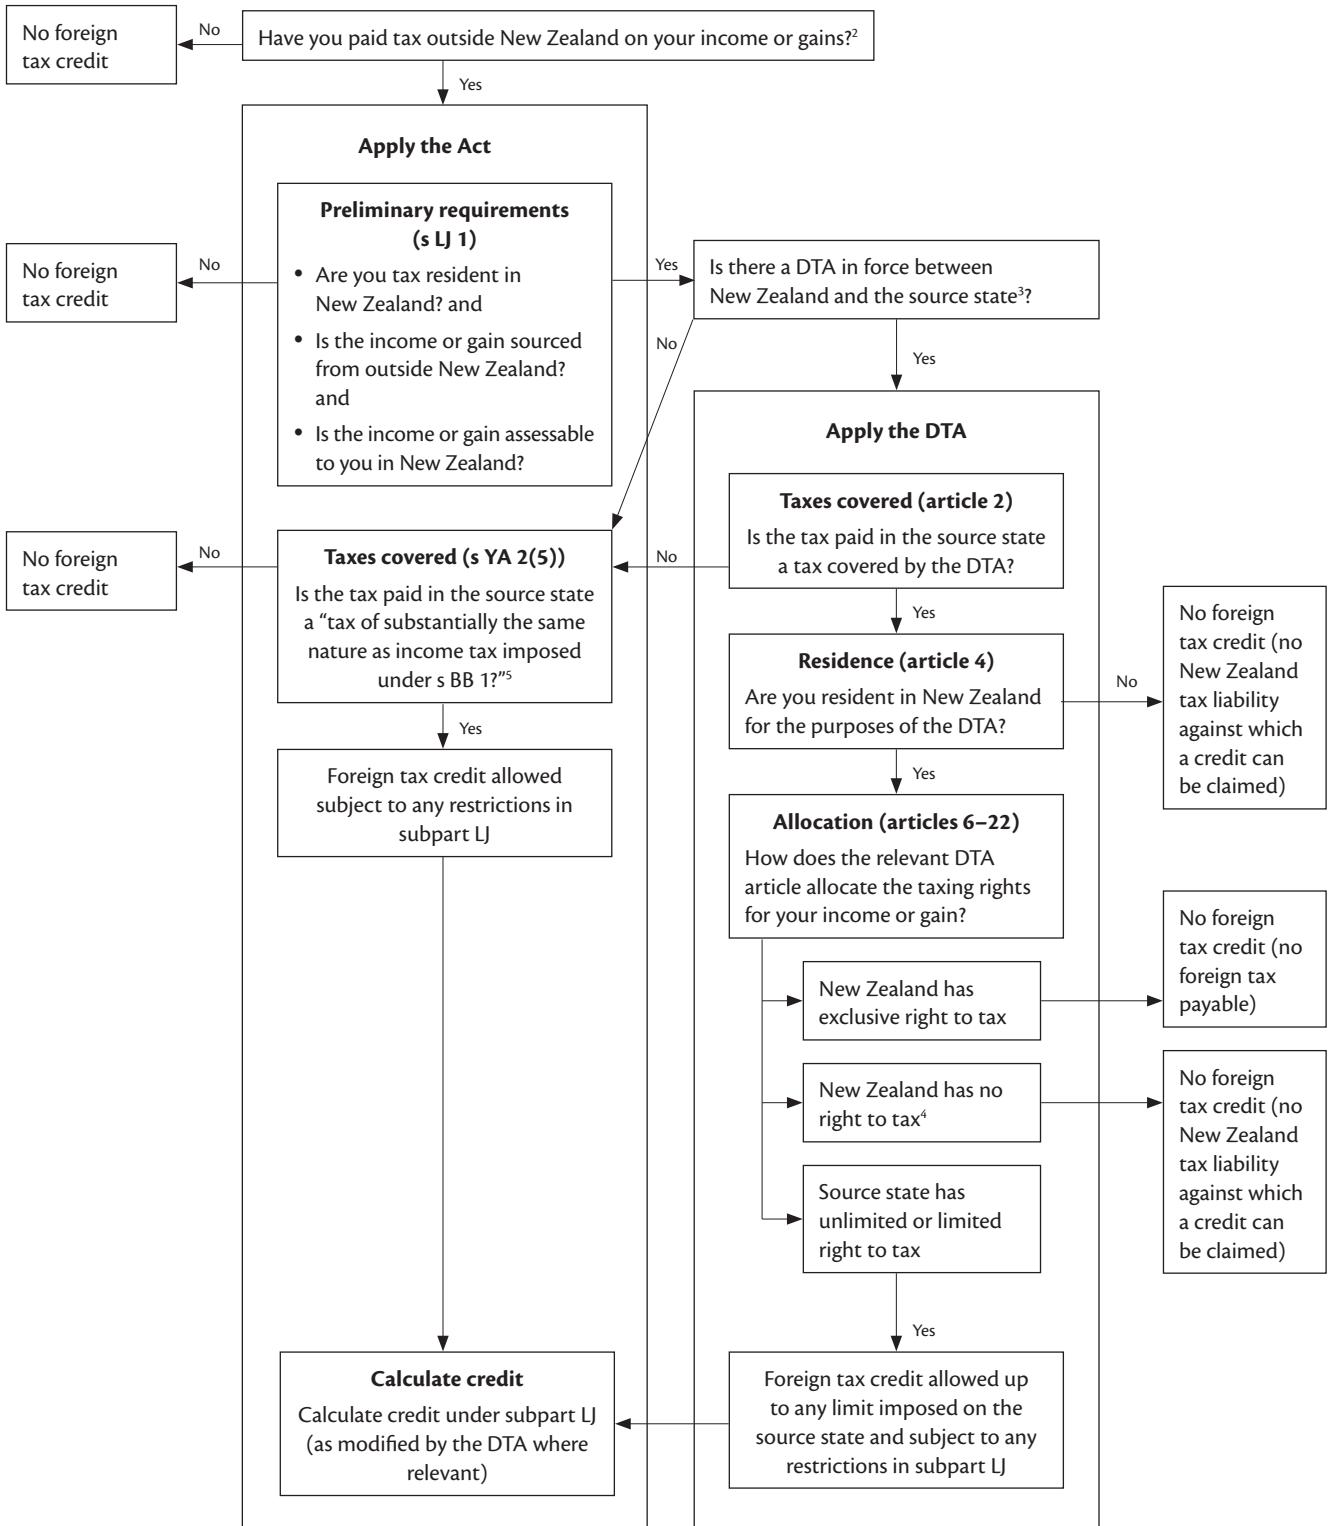 No foreign
tax credit
No
Have you paid tax outside New Zealand on your income or gains?²
Yes
Apply the Act
Preliminary requirements
(s LJ 1)
• Are you tax resident in
New Zealand? and
• Is the income or gain sourced
from outside New Zealand?
and
• Is the income or gain assessable
to you in New Zealand?
No
No foreign
tax credit
Yes
Is there a DTA in force between
New Zealand and the source state³?
No
Yes
Apply the DTA
Taxes covered (article 2)
Is the tax paid in the source state
a tax covered by the DTA?
No
Yes
Taxes covered (s YA 2(5))
Is the tax paid in the source state
a “tax of substantially the same
nature as income tax imposed
under s BB 1?”⁵
No
No foreign
tax credit
Yes
Foreign tax credit allowed
subject to any restrictions in
subpart LJ
Residence (article 4)
Are you resident in New Zealand
for the purposes of the DTA?
No
No foreign
tax credit (no
New Zealand
tax liability
against which
a credit can
be claimed)
Yes
Allocation (articles 6–22)
How does the relevant DTA
article allocate the taxing rights
for your income or gain?
New Zealand has
exclusive right to tax
No foreign
tax credit (no
foreign tax
payable)
New Zealand has no
right to tax⁴
No foreign
tax credit (no
New Zealand
tax liability
against which
a credit can
be claimed)
Source state has
unlimited or limited
right to tax
Yes
Foreign tax credit allowed up
to any limit imposed on the
source state and subject to any
restrictions in subpart LJ
Calculate credit
Calculate credit under subpart LJ
(as modified by the DTA where
relevant)